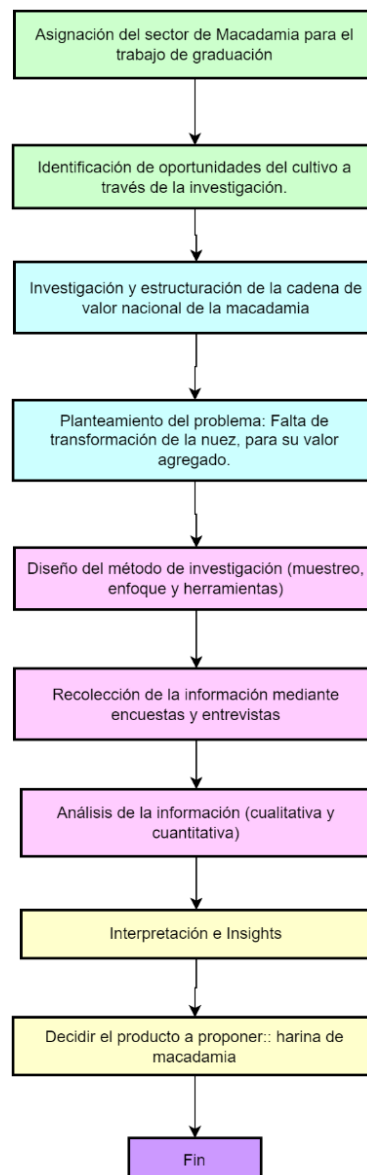 Asignación del sector de Macadamia para el
trabajo de graduación
Identificación de oportunidades del cultivo a
través de la investigación.
Investigación y estructuración de la cadena de
valor nacional de la macadamia
Planteamiento del problema: Falta de
transformación de la nuez, para su valor
agregado.
Diseño del método de investigación (muestreo,
enfoque y herramientas)
Recolección de la información mediante
encuestas y entrevistas
Análisis de la información (cualitativa y
cuantitativa)
Interpretación e Insights
Decidir el producto a proponer:: harina de
macadamia
Fin